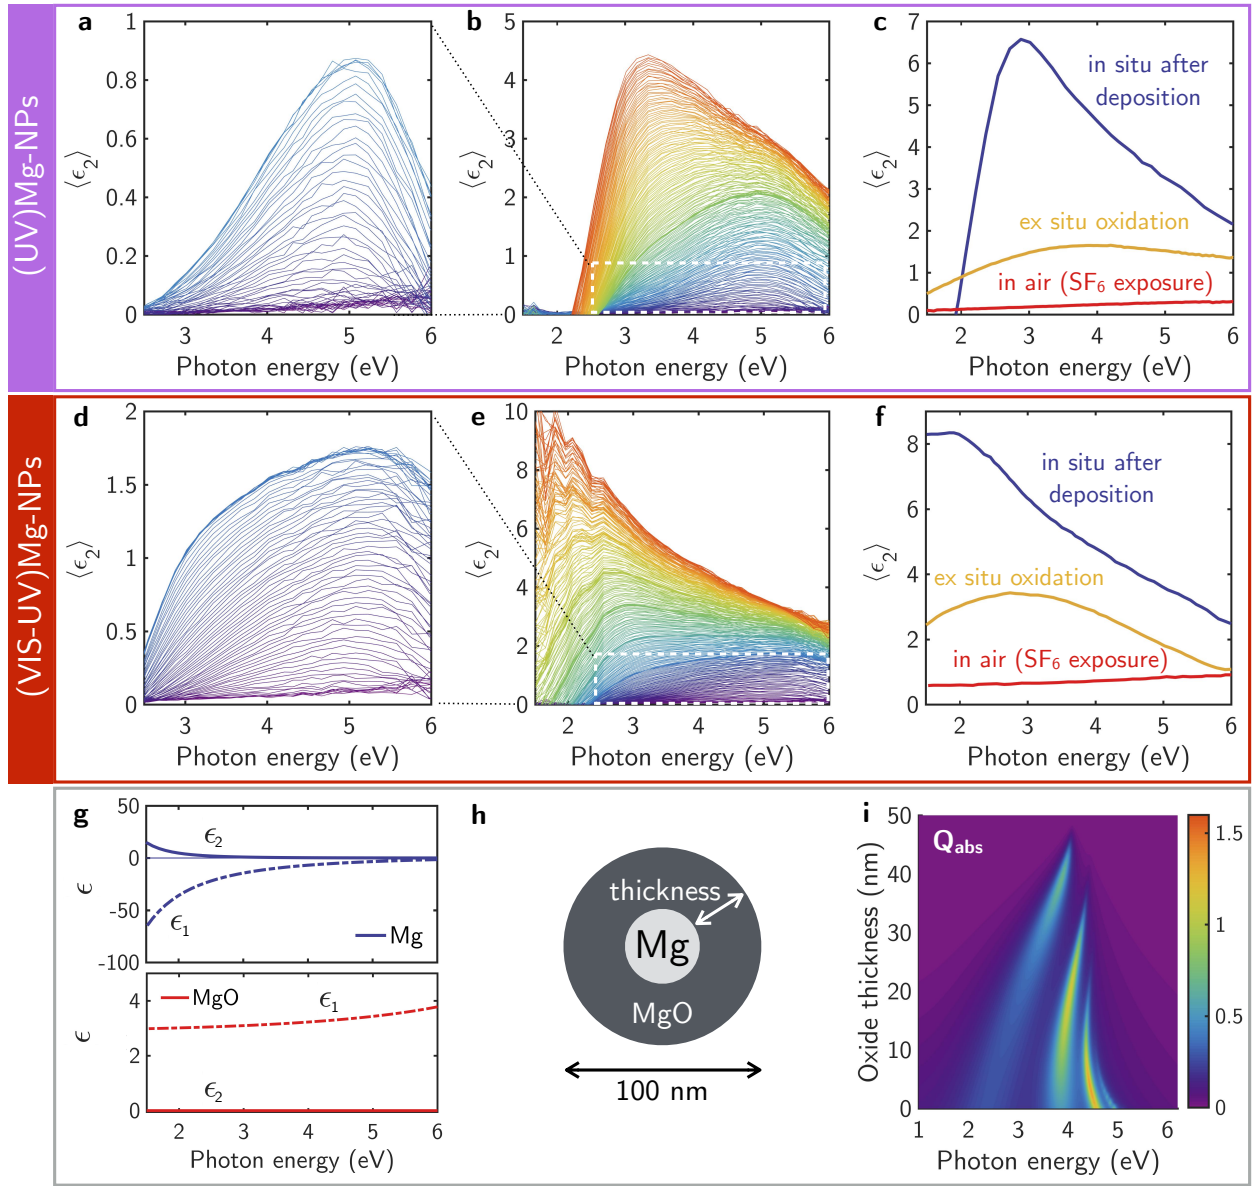 (UV)Mg-NPs
a
1
0.8
0.6
0.4
0.2
0
⟨ϵ₂⟩
3 4 5 6
Photon energy (eV)
b
5
4
3
2
1
0
⟨ϵ₂⟩
2 3 4 5 6
Photon energy (eV)
c
7
6
5
4
3
2
1
0
⟨ϵ₂⟩
in situ after
deposition
ex situ oxidation
in air (SF₆ exposure)
2 3 4 5 6
Photon energy (eV)
(VIS-UV)Mg-NPs
d
2
1.5
1
0.5
0
⟨ϵ₂⟩
3 4 5 6
Photon energy (eV)
e
10
8
6
4
2
0
⟨ϵ₂⟩
2 3 4 5 6
Photon energy (eV)
f
8
6
4
2
0
⟨ϵ₂⟩
in situ after
deposition
ex situ oxidation
in air (SF₆ exposure)
2 3 4 5 6
Photon energy (eV)
g
50
0
-50
-100
ϵ
ϵ₂
ϵ₁
Mg
4
2
0
ϵ
MgO
ϵ₁
ϵ₂
2 3 4 5 6
Photon energy (eV)
h
thickness
Mg
MgO
100 nm
i
50
40
30
20
10
0
Oxide thickness (nm)
Qabs
1 2 3 4 5 6
Photon energy (eV)
1.5
1
0.5
0